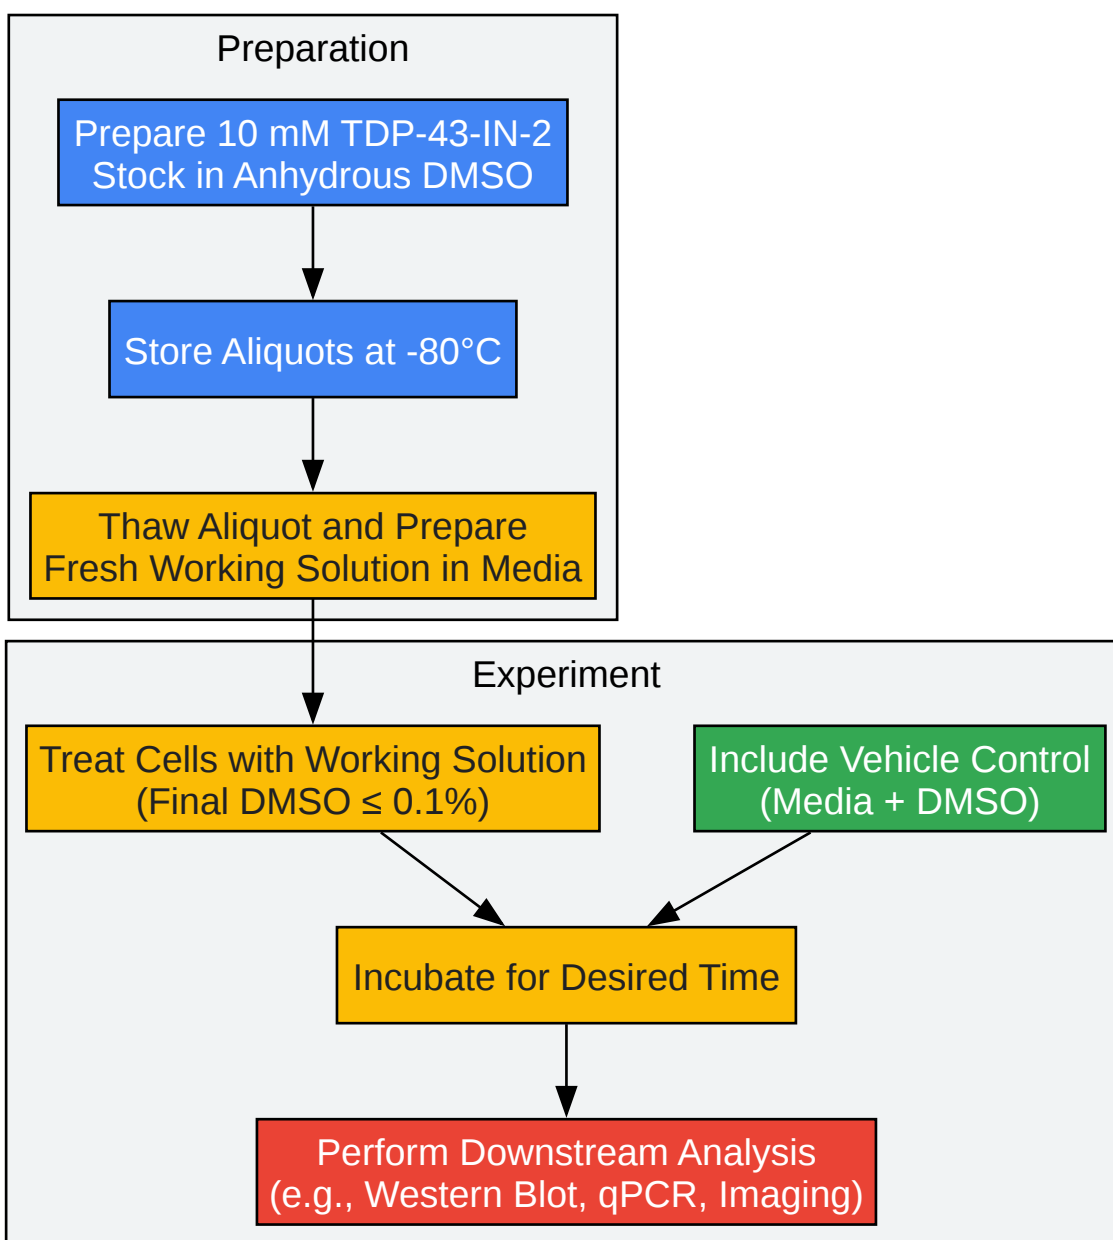 Preparation
Prepare 10 mM TDP-43-IN-2
Stock in Anhydrous DMSO
Store Aliquots at -80°C
Thaw Aliquot and Prepare
Fresh Working Solution in Media
Experiment
Treat Cells with Working Solution
(Final DMSO ≤ 0.1%)
Include Vehicle Control
(Media + DMSO)
Incubate for Desired Time
Perform Downstream Analysis
(e.g., Western Blot, qPCR, Imaging)